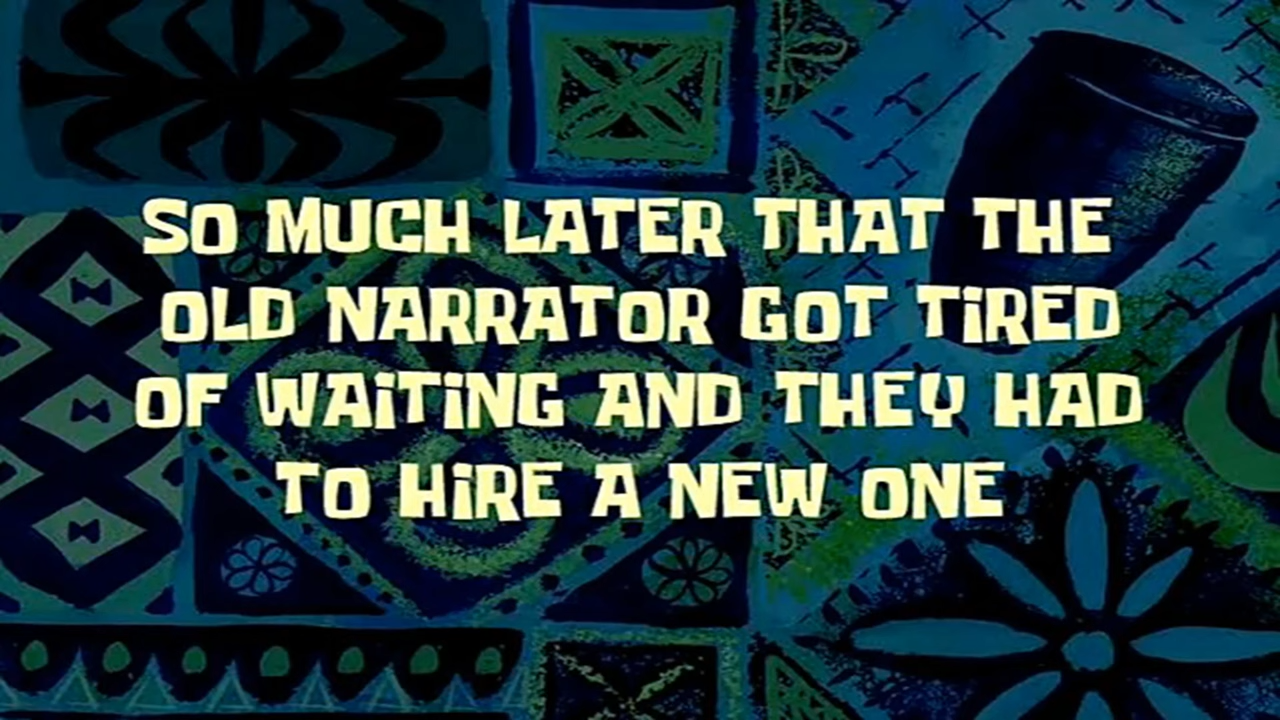 SO MUCH LATER THAT THE
OLD NARRATOR GOT TiRED
OF WAiTiNG AND THEY HAD
TO HiRE A NEW ONE